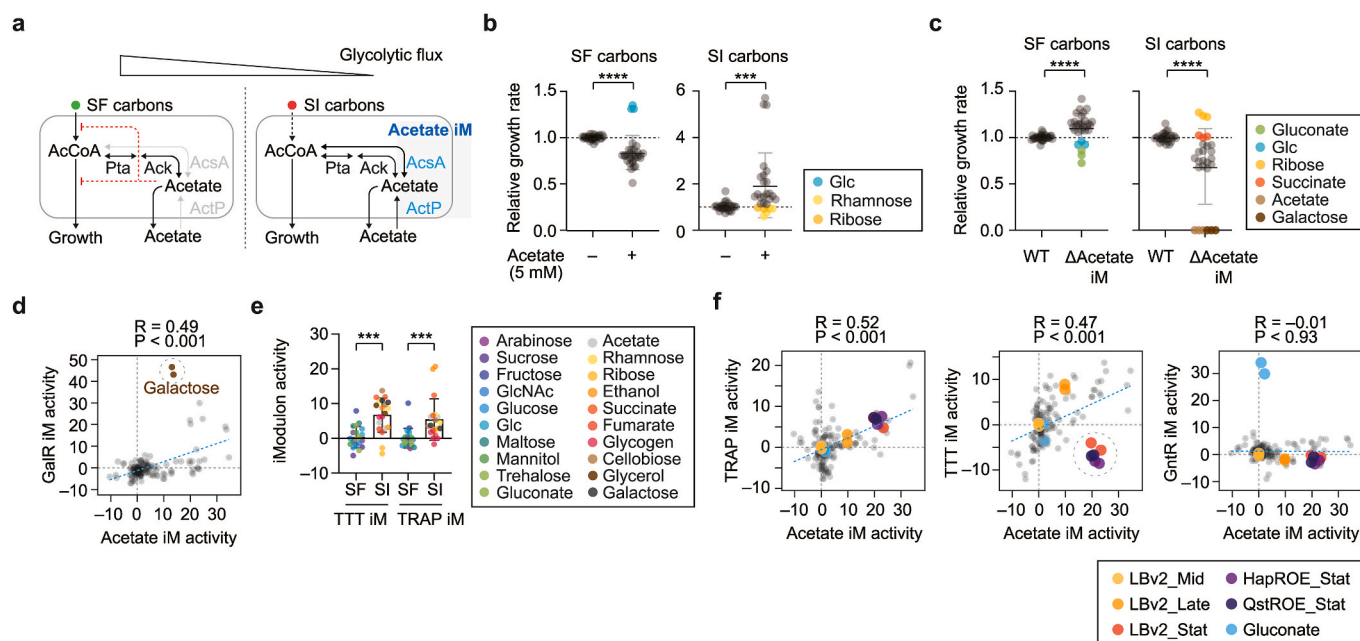 a
Glycolytic flux
SF carbons
SI carbons
Acetate iM
AcCoA
AcsA
Pta
Ack
Acetate
ActP
Growth
Acetate
AcCoA
AcsA
Pta
Ack
Acetate
ActP
Growth
Acetate
b
SF carbons
SI carbons
****
***
Relative growth rate
1.5
1.0
0.5
0.0
6
4
2
Acetate
(5 mM)
– + – +
Glc
Rhamnose
Ribose
c
SF carbons
SI carbons
****
****
Relative growth rate
1.5
1.0
0.5
0.0
WT ΔAcetate iM
WT ΔAcetate iM
Gluconate
Glc
Ribose
Succinate
Acetate
Galactose
d
R = 0.49
P < 0.001
GalR iM activity
50
40
30
20
10
0
–10
Galactose
–10 0 10 20 30
Acetate iM activity
e
iModulon activity
30
20
10
0
–10
***
***
SF SI SF SI
TTT iM TRAP iM
Arabinose
Sucrose
Fructose
GlcNAc
Glucose
Glc
Maltose
Mannitol
Trehalose
Gluconate
Acetate
Rhamnose
Ribose
Ethanol
Succinate
Fumarate
Glycogen
Cellobiose
Glycerol
Galactose
f
R = 0.52
P < 0.001
TRAP iM activity
20
10
0
–10
–10 0 10 20 30
Acetate iM activity
R = 0.47
P < 0.001
TTT iM activity
10
5
0
–5
–10
–10 0 10 20 30
Acetate iM activity
R = –0.01
P < 0.93
GntR iM activity
30
20
10
0
–10
–10 0 10 20 30
Acetate iM activity
LBv2_Mid
LBv2_Late
LBv2_Stat
HapROE_Stat
QstROE_Stat
Gluconate